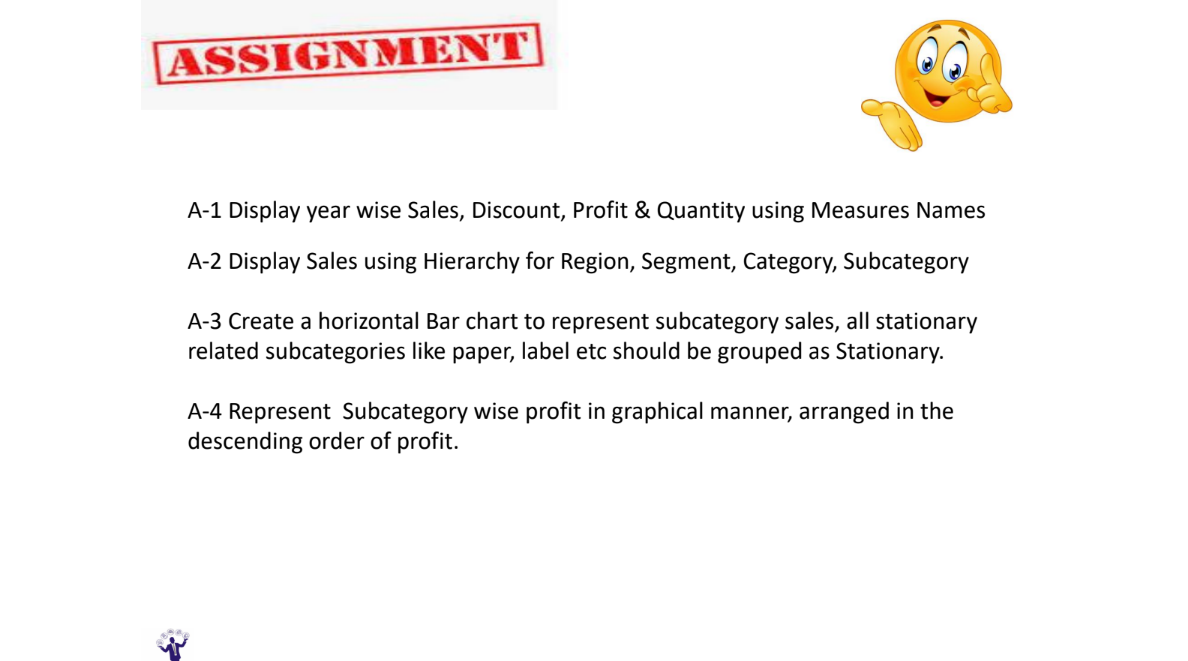 ASSIGNMENT
A-1 Display year wise Sales, Discount, Profit & Quantity using Measures Names
A-2 Display Sales using Hierarchy for Region, Segment, Category, Subcategory
A-3 Create a horizontal Bar chart to represent subcategory sales, all stationary
related subcategories like paper, label etc should be grouped as Stationary.
A-4 Represent  Subcategory wise profit in graphical manner, arranged in the
descending order of profit.